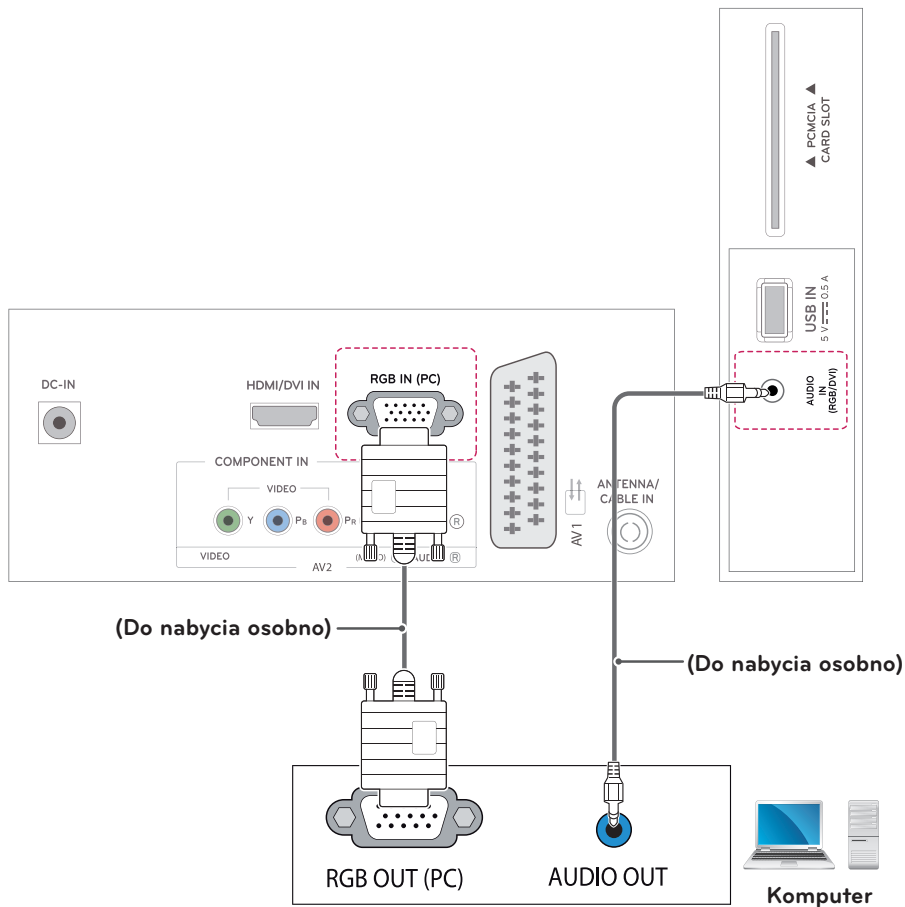 ▲ PCMCIA ▲
CARD SLOT
USB IN
5 V 0.5 A
AUDIO
IN
(RGB/DVI)
DC-IN
HDMI/DVI IN
RGB IN (PC)
COMPONENT IN
VIDEO
Y
PB
PR
R
VIDEO
AV2
R
AV1
ANTENNA/
CABLE IN
(Do nabycia osobno)
(Do nabycia osobno)
RGB OUT (PC)
AUDIO OUT
Komputer